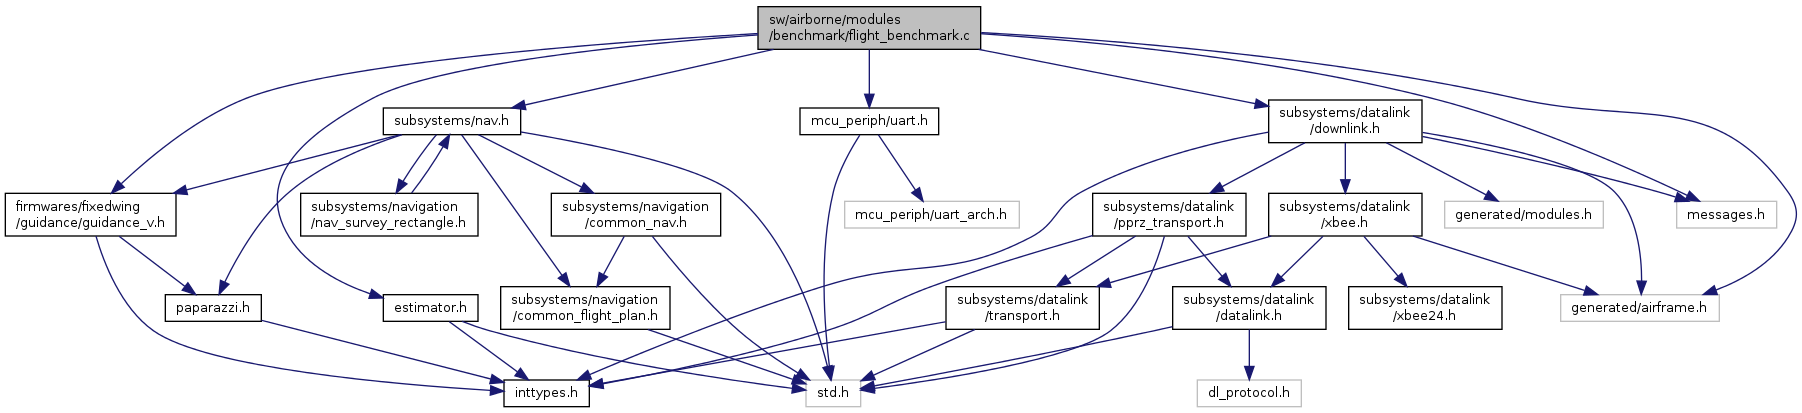 sw/airborne/modules
/benchmark/flight_benchmark.c
subsystems/nav.h
mcu_periph/uart.h
subsystems/datalink
/downlink.h
firmwares/fixedwing
/guidance/guidance_v.h
subsystems/navigation
/nav_survey_rectangle.h
subsystems/navigation
/common_nav.h
mcu_periph/uart_arch.h
subsystems/datalink
/pprz_transport.h
subsystems/datalink
/xbee.h
generated/modules.h
messages.h
paparazzi.h
estimator.h
subsystems/navigation
/common_flight_plan.h
subsystems/datalink
/transport.h
subsystems/datalink
/datalink.h
subsystems/datalink
/xbee24.h
generated/airframe.h
inttypes.h
std.h
dl_protocol.h